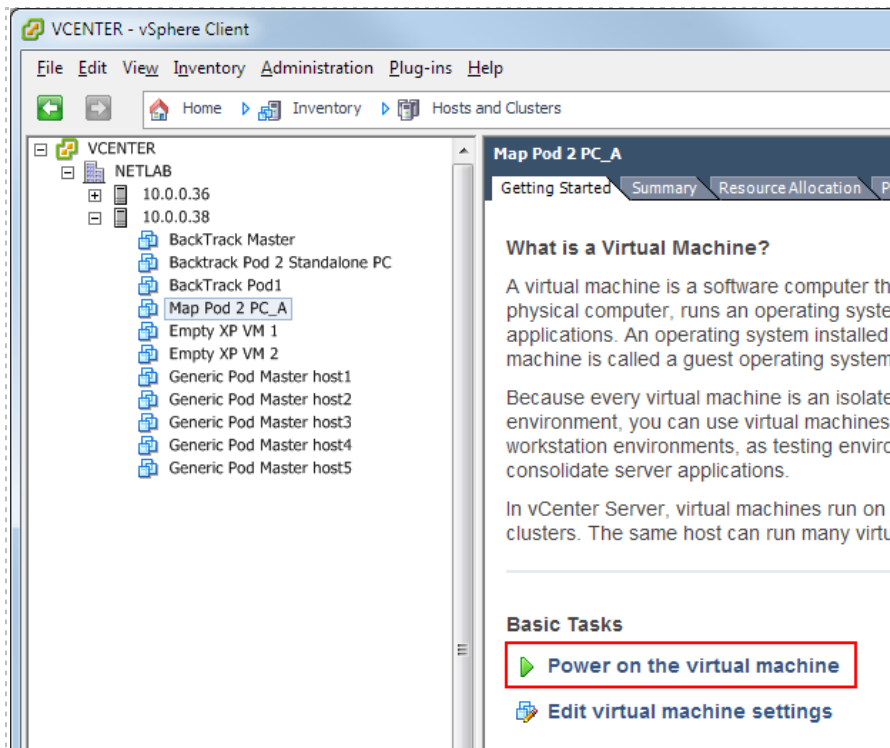 VCENTER - vSphere Client
File Edit View Inventory Administration Plug-ins Help
Home Inventory Hosts and Clusters
VCENTER
NETLAB
10.0.0.36
10.0.0.38
BackTrack Master
Backtrack Pod 2 Standalone PC
BackTrack Pod1
Map Pod 2 PC_A
Empty XP VM 1
Empty XP VM 2
Generic Pod Master host1
Generic Pod Master host2
Generic Pod Master host3
Generic Pod Master host4
Generic Pod Master host5
Map Pod 2 PC_A
Getting Started Summary Resource Allocation P
What is a Virtual Machine?
A virtual machine is a software computer th
physical computer, runs an operating syste
applications. An operating system installed
machine is called a guest operating system
Because every virtual machine is an isolate
environment, you can use virtual machines
workstation environments, as testing enviro
consolidate server applications.
In vCenter Server, virtual machines run on
clusters. The same host can run many virtu
Basic Tasks
Power on the virtual machine
Edit virtual machine settings